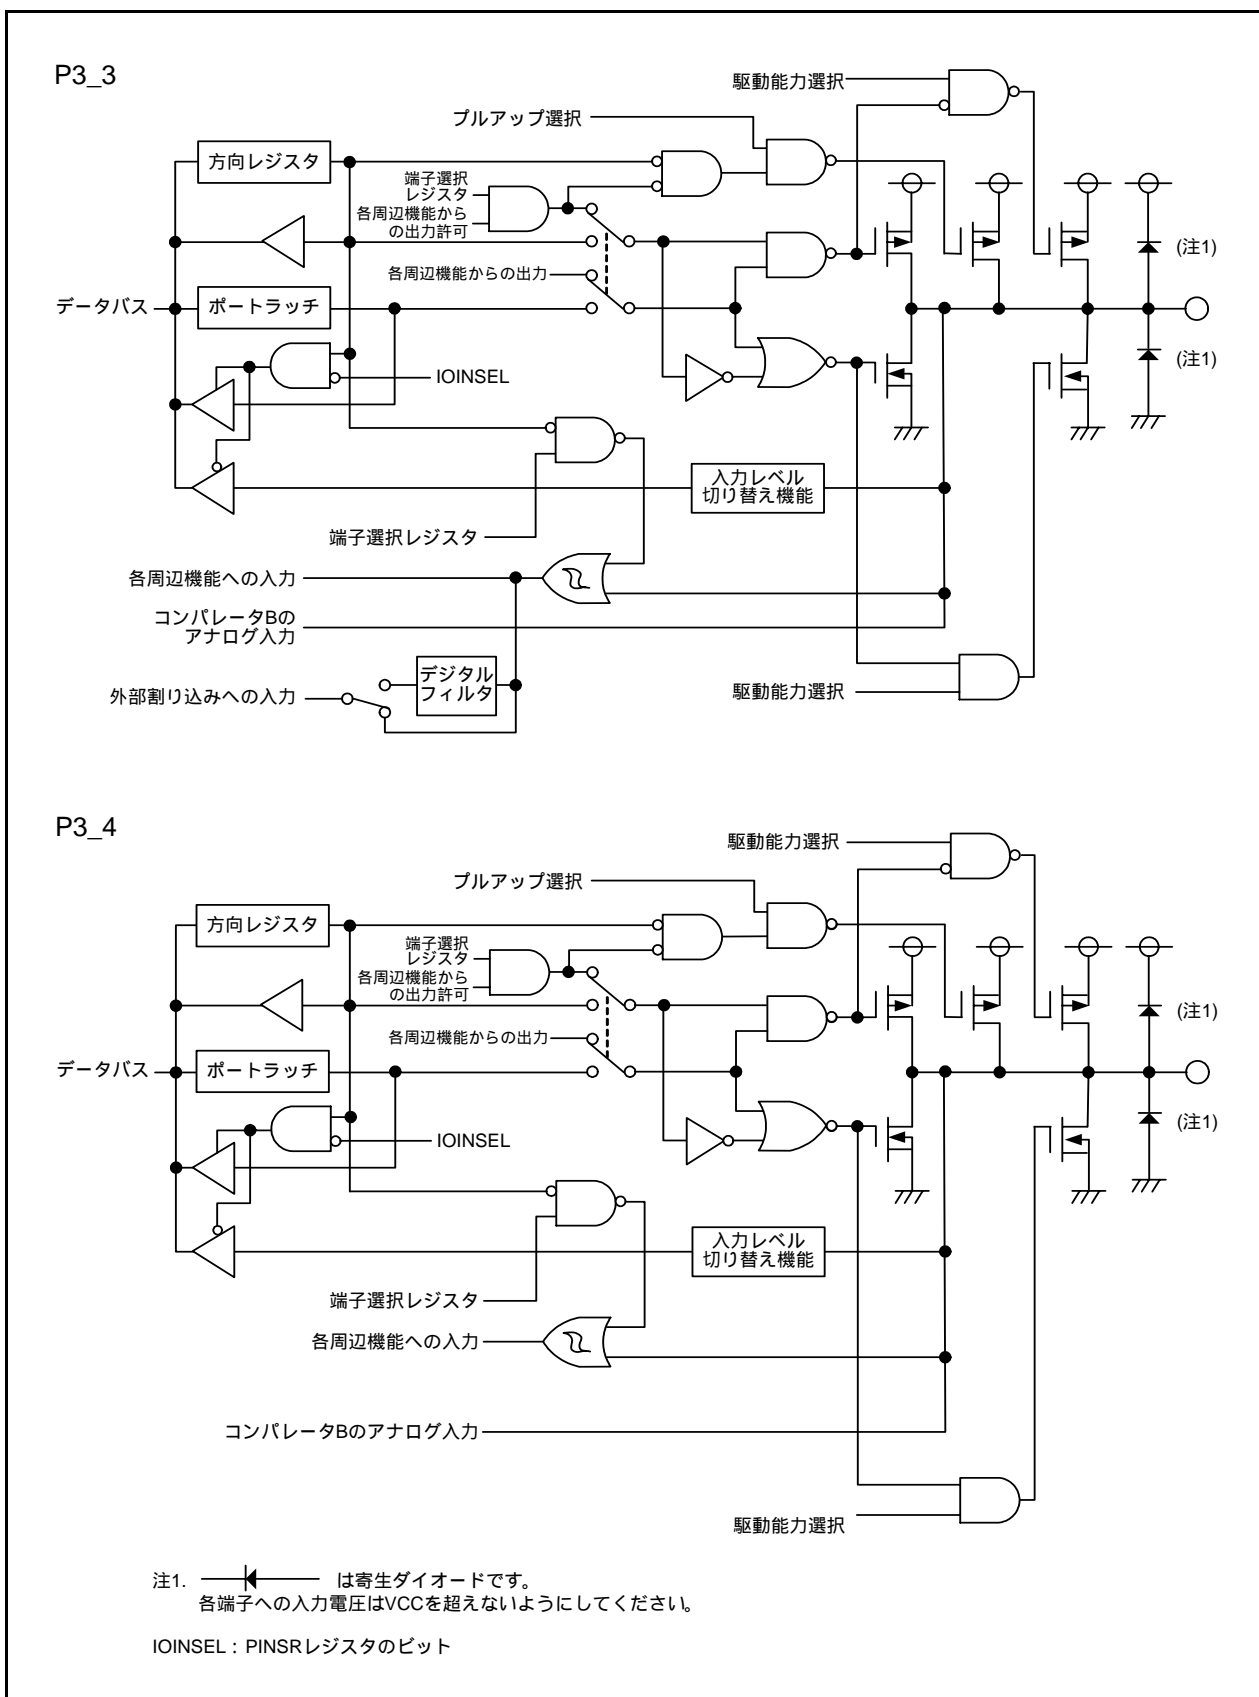 P3_3
駆動能力選択
プルアップ選択
方向レジスタ
端子選択
レジスタ
各周辺機能から
の出力許可
(注1)
各周辺機能からの出力
データバス
ポートラッチ
(注1)
IOINSEL
入力レベル
切り替え機能
端子選択レジスタ
各周辺機能への入力
コンパレータBの
アナログ入力
デジタル
フィルタ
外部割り込みへの入力
駆動能力選択
P3_4
駆動能力選択
プルアップ選択
方向レジスタ
端子選択
レジスタ
各周辺機能から
の出力許可
(注1)
各周辺機能からの出力
データバス
ポートラッチ
(注1)
IOINSEL
入力レベル
切り替え機能
端子選択レジスタ
各周辺機能への入力
コンパレータBのアナログ入力
駆動能力選択
注1. は寄生ダイオードです。
各端子への入力電圧はVCCを超えないようにしてください。
IOINSEL：PINSRレジスタのビット